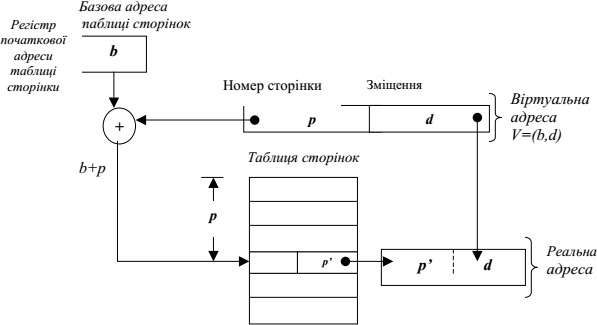 Базова адреса
таблиці сторінок
Регістр
початкової
адреси
таблиці
сторінки
b
Номер сторінки
Зміщення
+
p
d
Віртуальна
адреса
V=(b,d)
b+p
Таблиця сторінок
p
p’
p’
d
Реальна
адреса